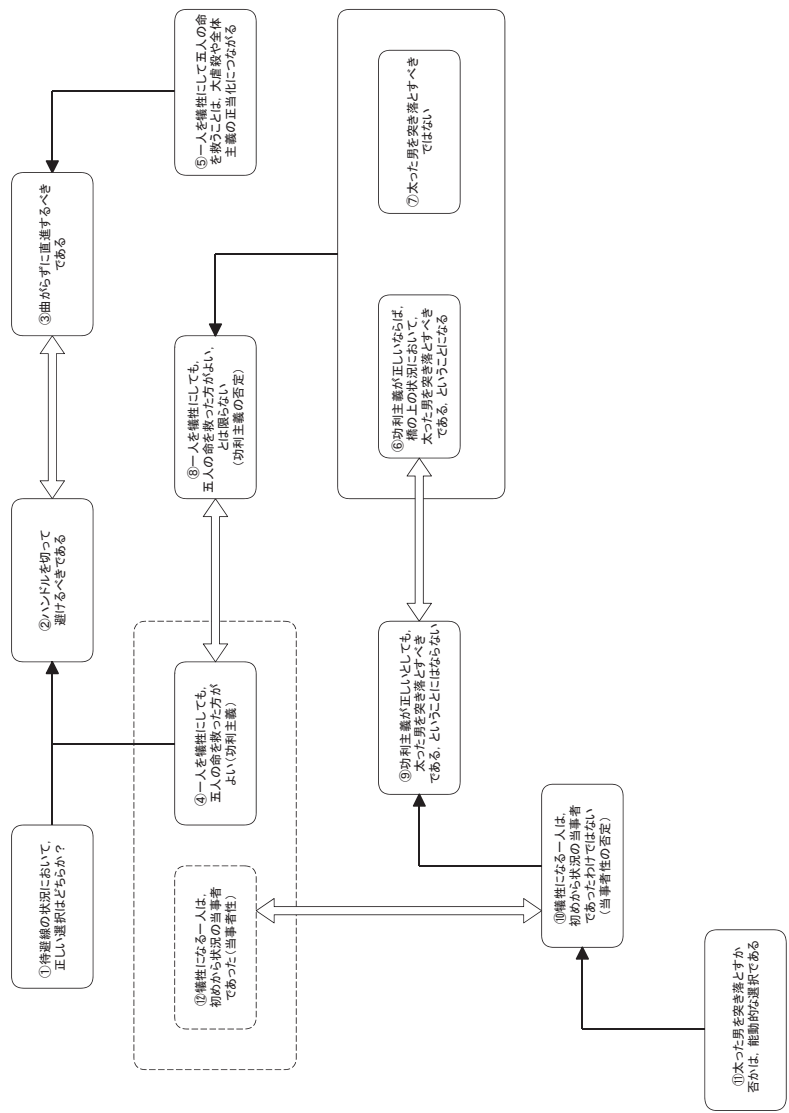 ①待避線の状況において,
正しい選択はどちらか？
②ハンドルを切って
避けるべきである
③曲がらずに直進するべき
である
④一人を犠牲にしても,
五人の命を救った方が
よい（功利主義）
⑤一人を犠牲にして五人の命
を救うことは，大虐殺や全体
主義の正当化につながる
⑥功利主義が正しいならば,
橋の上の状況において,
太った男を突き落とすべき
である，ということになる
⑦太った男を突き落とすべき
ではない
⑧一人を犠牲にしても,
五人の命を救った方がよい,
とは限らない
（功利主義の否定）
⑨功利主義が正しいとしても,
太った男を突き落とすべき
である，ということにはならない
⑩犠牲になる一人は,
初めから状況の当事者
であったわけではない
（当事者性の否定）
⑪太った男を突き落とすか
否かは，能動的な選択である
⑫犠牲になる一人は,
初めから状況の当事者
であった（当事者性）